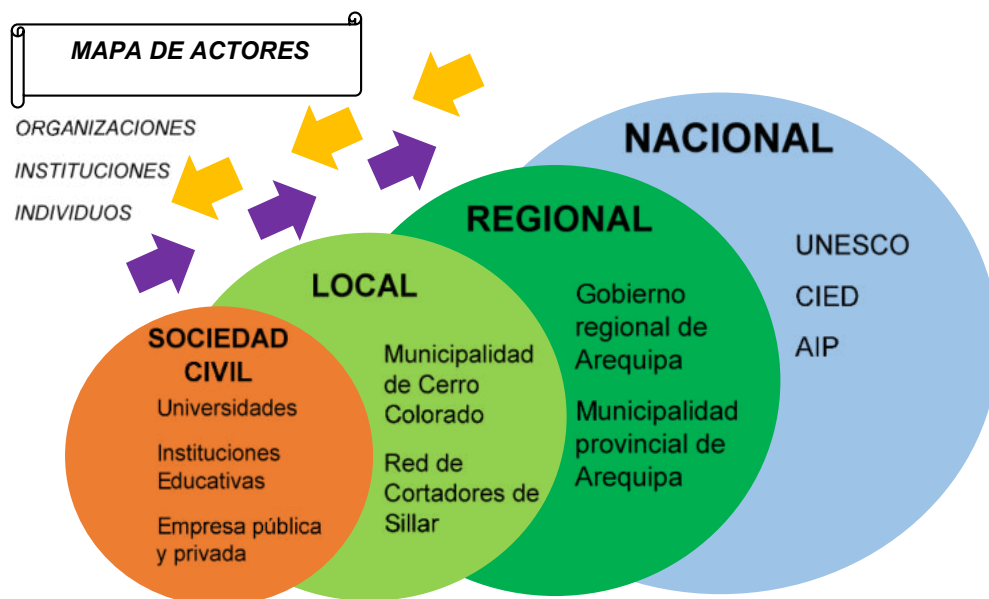 MAPA DE ACTORES
ORGANIZACIONES
INSTITUCIONES
INDIVIDUOS
SOCIEDAD
CIVIL
Universidades
Instituciones
Educativas
Empresa pública
y privada
LOCAL
Municipalidad
de Cerro
Colorado
Red de
Cortadores de
Sillar
REGIONAL
Gobierno
regional de
Arequipa
Municipalidad
provincial de
Arequipa
NACIONAL
UNESCO
CIED
AIP